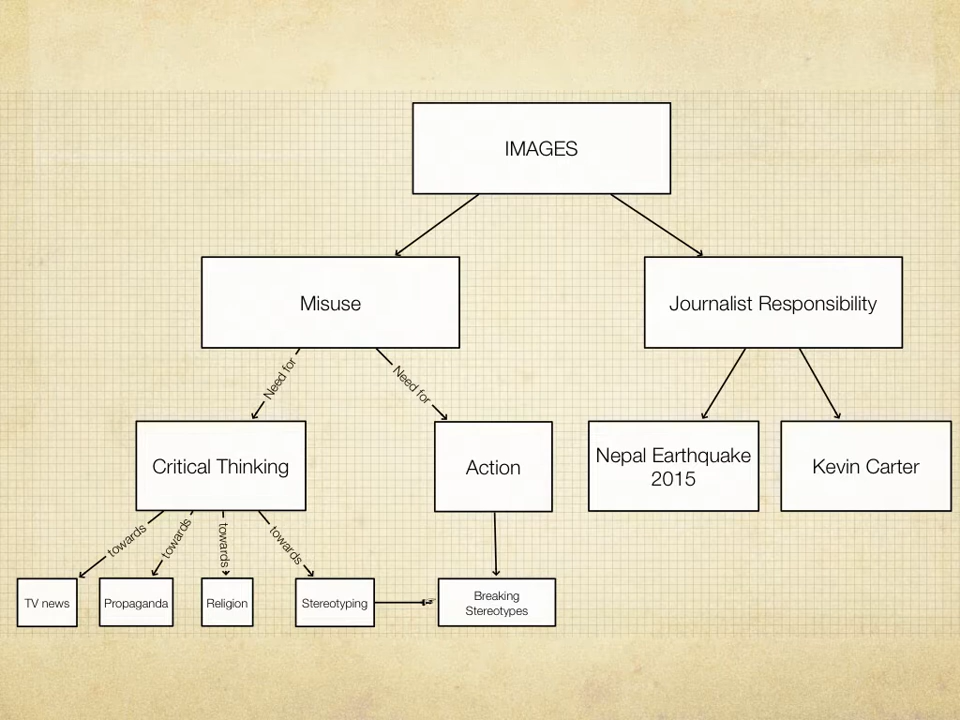 IMAGES
Misuse
Journalist Responsibility
Need for
Need for
Critical Thinking
Action
Nepal Earthquake
2015
Kevin Carter
towards
towards
towards
towards
TV news
Propaganda
Religion
Stereotyping
Breaking
Stereotypes